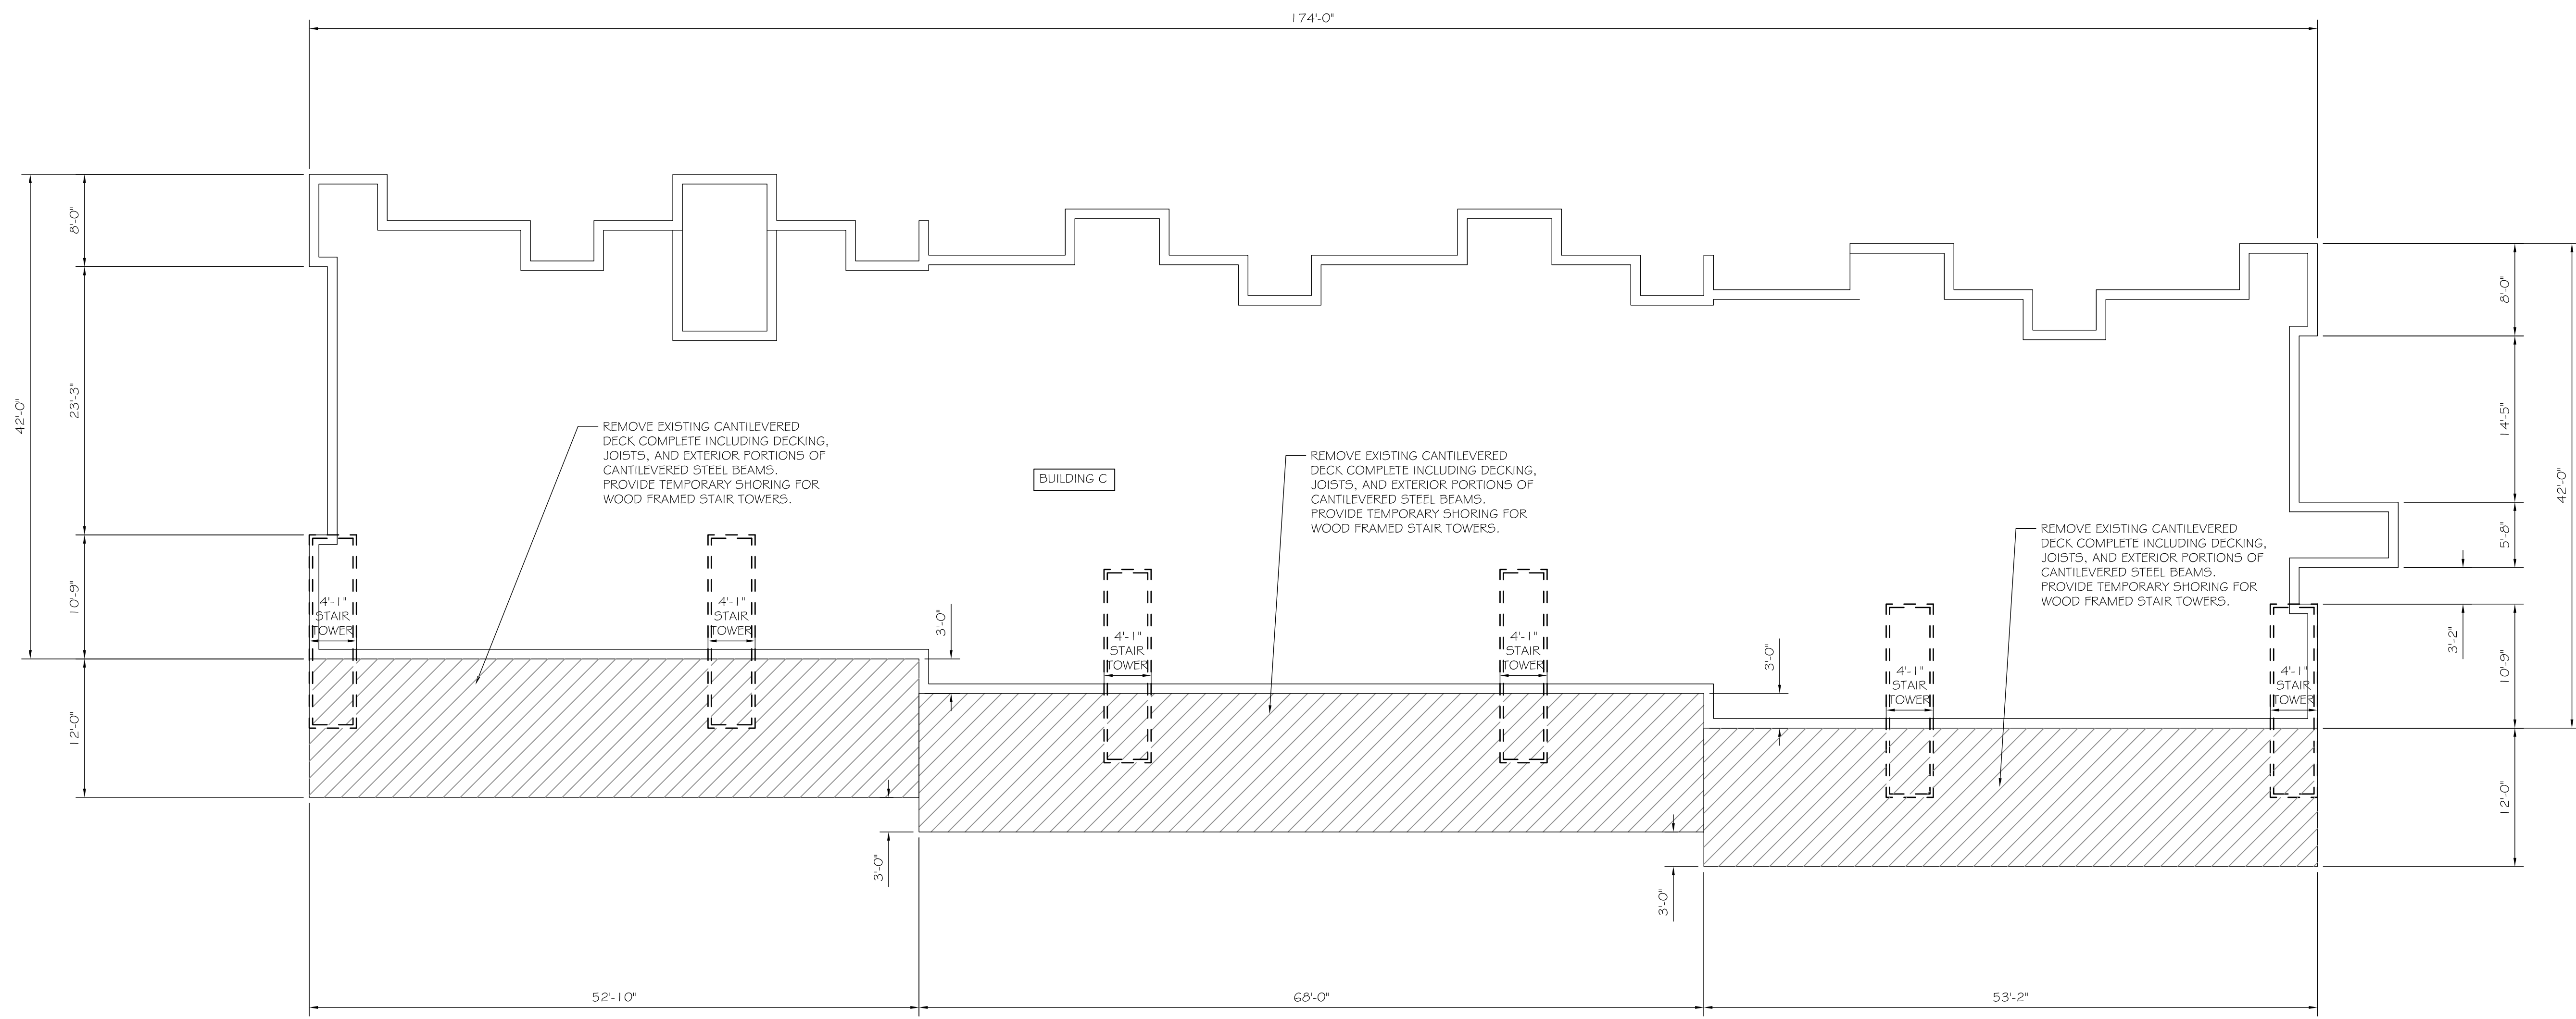 174'-0"
8'-0"
23'-3"
42'-0"
10'-9"
12'-0"
REMOVE EXISTING CANTILEVERED
DECK COMPLETE INCLUDING DECKING,
JOISTS, AND EXTERIOR PORTIONS OF
CANTILEVERED STEEL BEAMS.
PROVIDE TEMPORARY SHORING FOR
WOOD FRAMED STAIR TOWERS.
BUILDING C
REMOVE EXISTING CANTILEVERED
DECK COMPLETE INCLUDING DECKING,
JOISTS, AND EXTERIOR PORTIONS OF
CANTILEVERED STEEL BEAMS.
PROVIDE TEMPORARY SHORING FOR
WOOD FRAMED STAIR TOWERS.
REMOVE EXISTING CANTILEVERED
DECK COMPLETE INCLUDING DECKING,
JOISTS, AND EXTERIOR PORTIONS OF
CANTILEVERED STEEL BEAMS.
PROVIDE TEMPORARY SHORING FOR
WOOD FRAMED STAIR TOWERS.
4'-1"
STAIR
TOWER
4'-1"
STAIR
TOWER
3'-0"
4'-1"
STAIR
TOWER
4'-1"
STAIR
TOWER
3'-0"
4'-1"
STAIR
TOWER
4'-1"
STAIR
TOWER
8'-0"
14'-5"
42'-0"
5'-8"
3'-2"
10'-9"
12'-0"
3'-0"
3'-0"
52'-10"
68'-0"
53'-2"